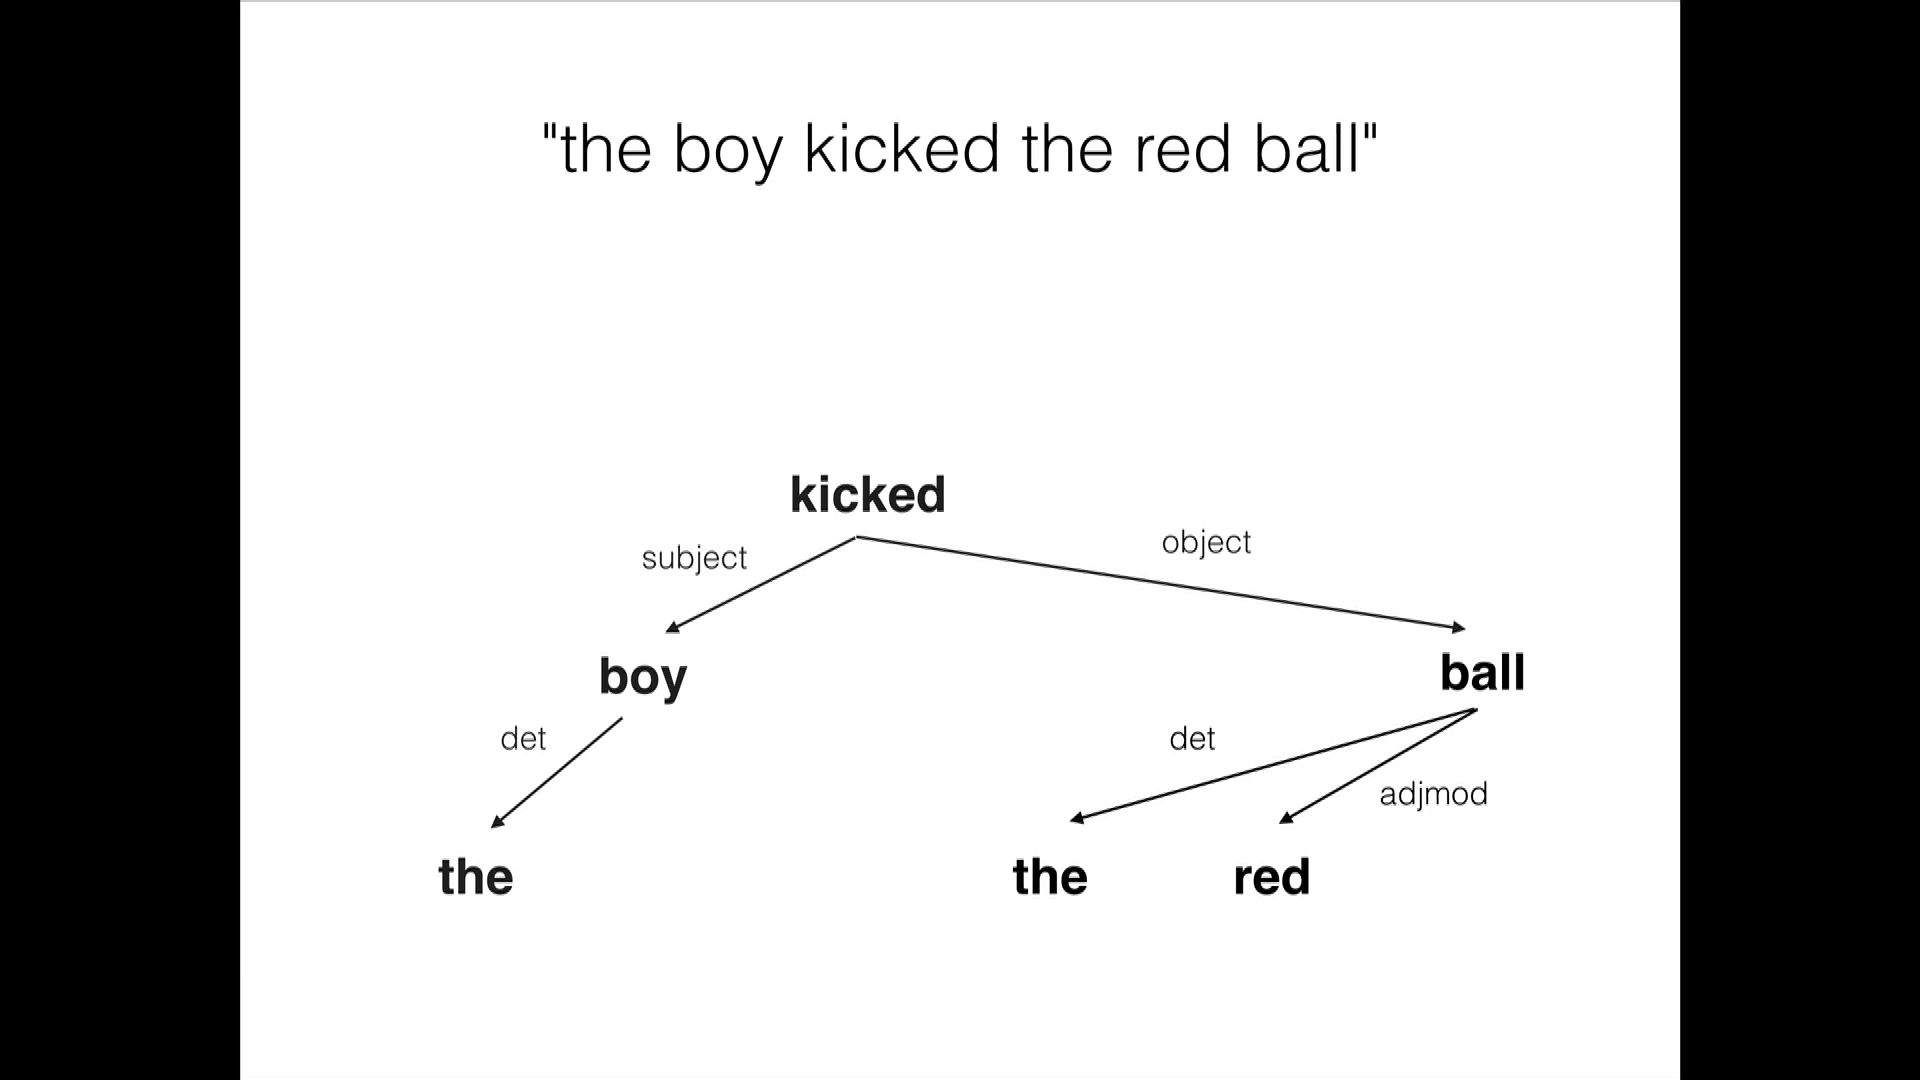 "the boy kicked the red ball"
kicked
subject
object
boy
ball
det
det
adjmod
the
the
red